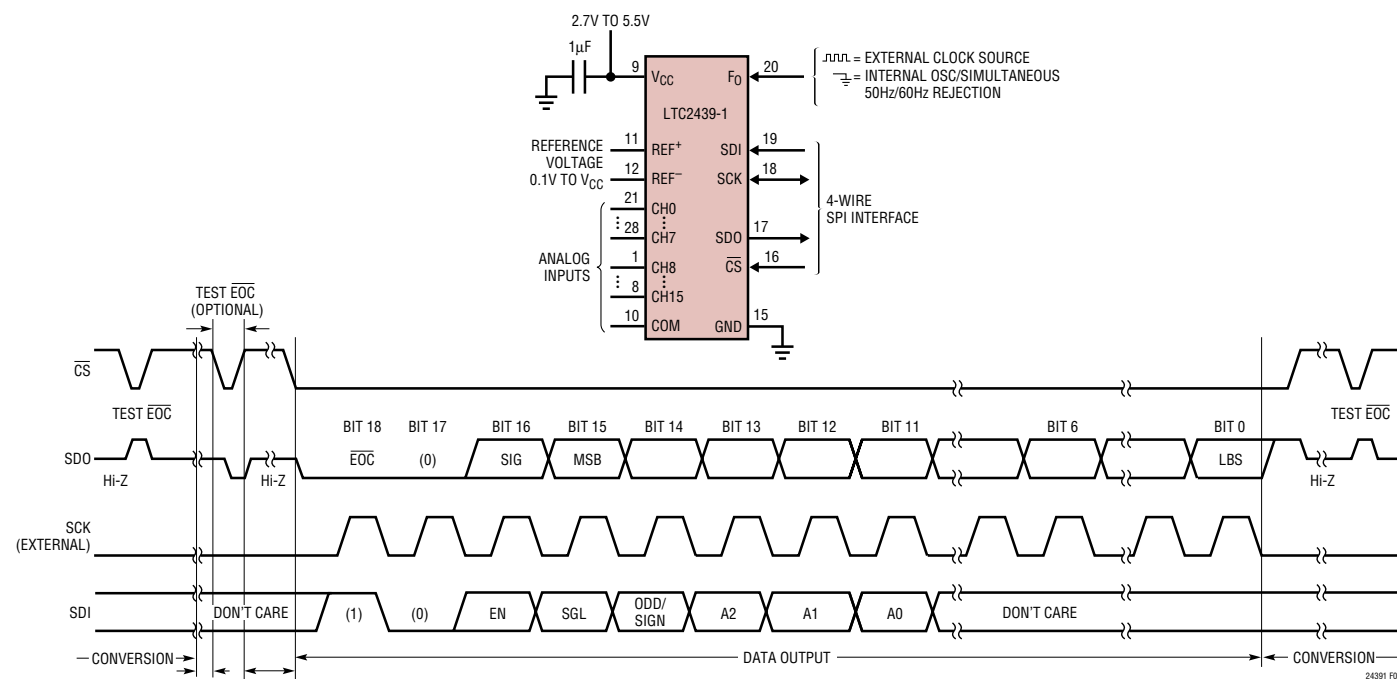 2.7V TO 5.5V
1µF
9
VCC
FO
20
= EXTERNAL CLOCK SOURCE
= INTERNAL OSC/SIMULTANEOUS
50Hz/60Hz REJECTION
LTC2439-1
REFERENCE
VOLTAGE
0.1V TO VCC
11
REF+
SDI
19
12
REF–
SCK
18
21
CH0
28
CH7
SDO
17
4-WIRE
SPI INTERFACE
ANALOG
INPUTS
1
CH8
CS
16
8
CH15
10
COM
GND
15
TEST EOC
(OPTIONAL)
CS
TEST EOC
TEST EOC
BIT 18
BIT 17
BIT 16
BIT 15
BIT 14
BIT 13
BIT 12
BIT 11
BIT 6
BIT 0
SDO
EOC
(0)
SIG
MSB
LBS
Hi-Z
Hi-Z
Hi-Z
SCK
(EXTERNAL)
SDI
DON'T CARE
(1)
(0)
EN
SGL
ODD/
SIGN
A2
A1
A0
DON'T CARE
CONVERSION
DATA OUTPUT
CONVERSION